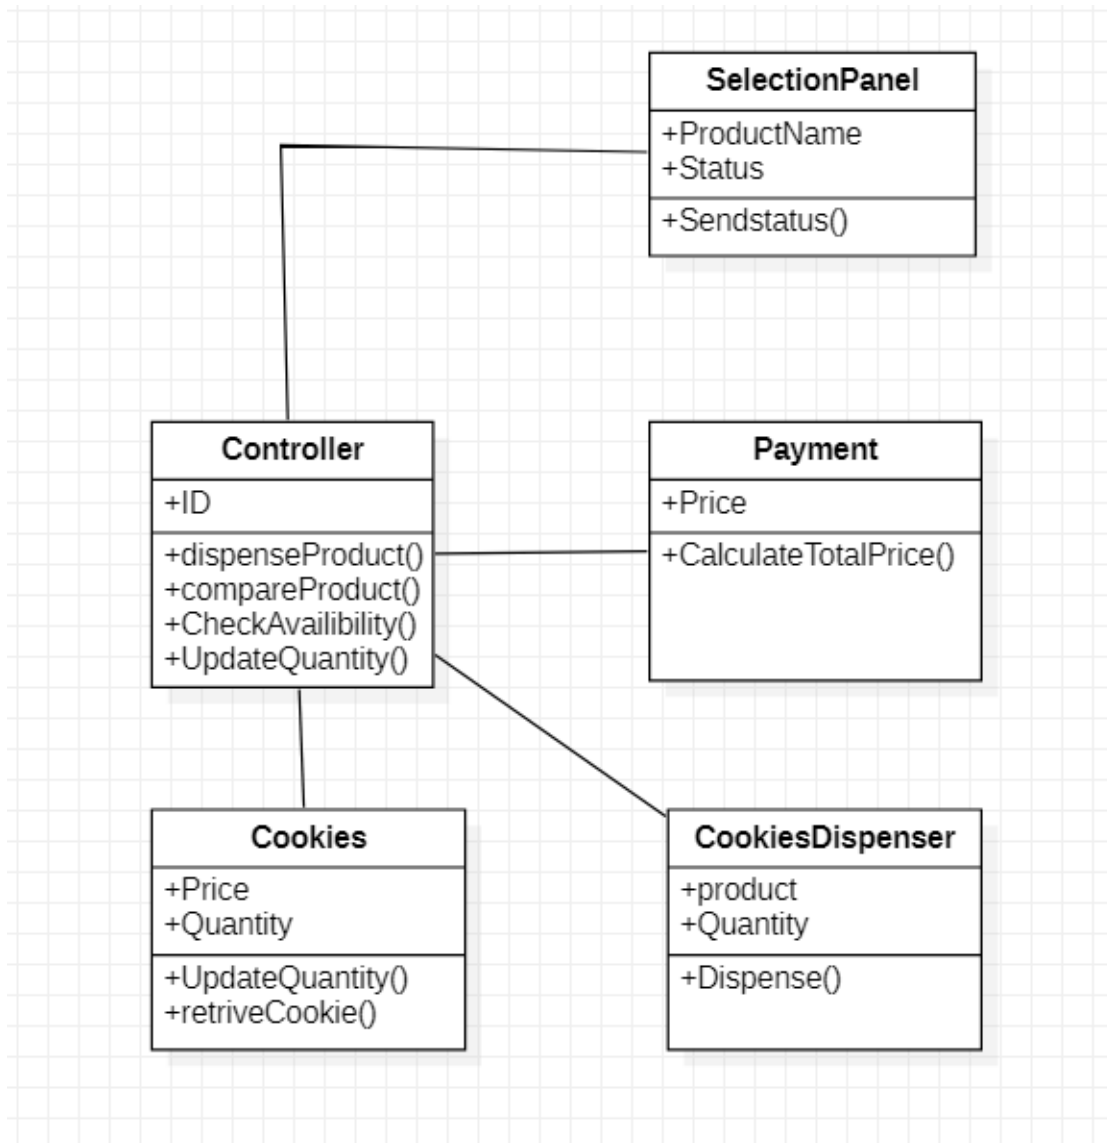 SelectionPanel
+ProductName
+Status
+Sendstatus()
Controller
+ID
+dispenseProduct()
+compareProduct()
+CheckAvailibility()
+UpdateQuantity()
Payment
+Price
+CalculateTotalPrice()
Cookies
+Price
+Quantity
+UpdateQuantity()
+retriveCookie()
CookiesDispenser
+product
+Quantity
+Dispense()